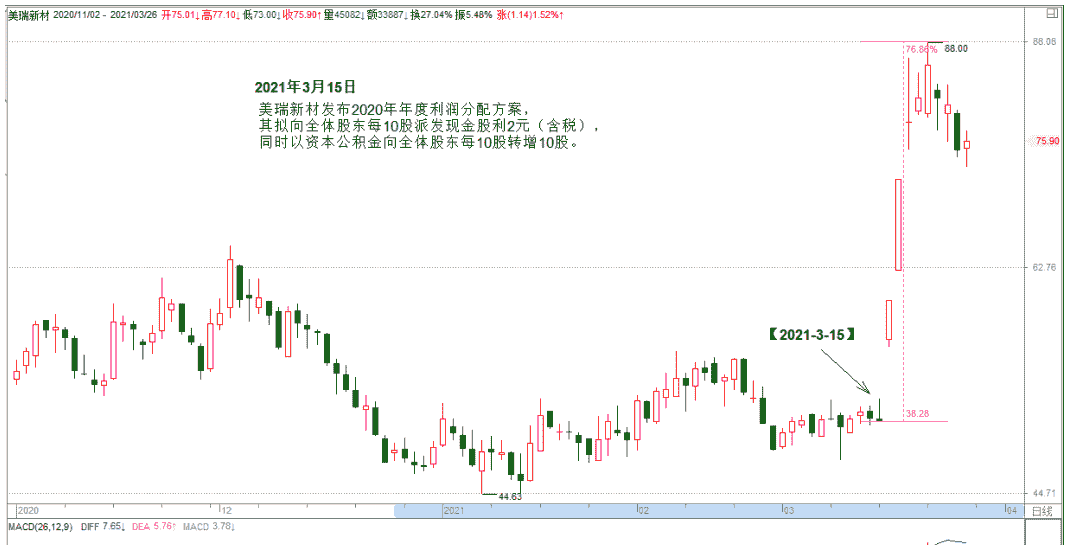 美瑞新材 2020/11/02 - 2021/03/26 开75.01↓高77.10↓低73.00↓收75.90↑量45082↓额33887↓换27.04%振5.48% 涨(1.14)1.52%↑
88.08
76.86% 88.00
2021年3月15日
美瑞新材发布2020年年度利润分配方案，
其拟向全体股东每10股派发现金股利2元（含税），
同时以资本公积金向全体股东每10股转增10股。
75.90
62.76
【2021-3-15】
38.28
44.63
44.71
2020 12 2021 02 03 04 日线
MACD(26,12,9) DIFF 7.65↓ DEA 5.76↑ MACD 3.78↓